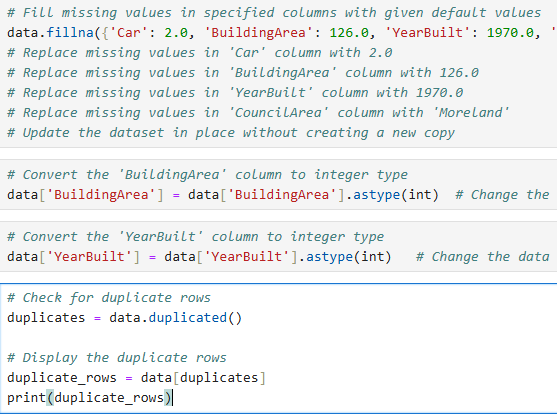 # Fill missing values in specified columns with given default values
data.fillna({'Car': 2.0, 'BuildingArea': 126.0, 'YearBuilt': 1970.0, '
# Replace missing values in 'Car' column with 2.0
# Replace missing values in 'BuildingArea' column with 126.0
# Replace missing values in 'YearBuilt' column with 1970.0
# Replace missing values in 'CouncilArea' column with 'Moreland'
# Update the dataset in place without creating a new copy
# Convert the 'BuildingArea' column to integer type
data['BuildingArea'] = data['BuildingArea'].astype(int)  # Change the
# Convert the 'YearBuilt' column to integer type
data['YearBuilt'] = data['YearBuilt'].astype(int)   # Change the data
# Check for duplicate rows
duplicates = data.duplicated()
# Display the duplicate rows
duplicate_rows = data[duplicates]
print(duplicate_rows)